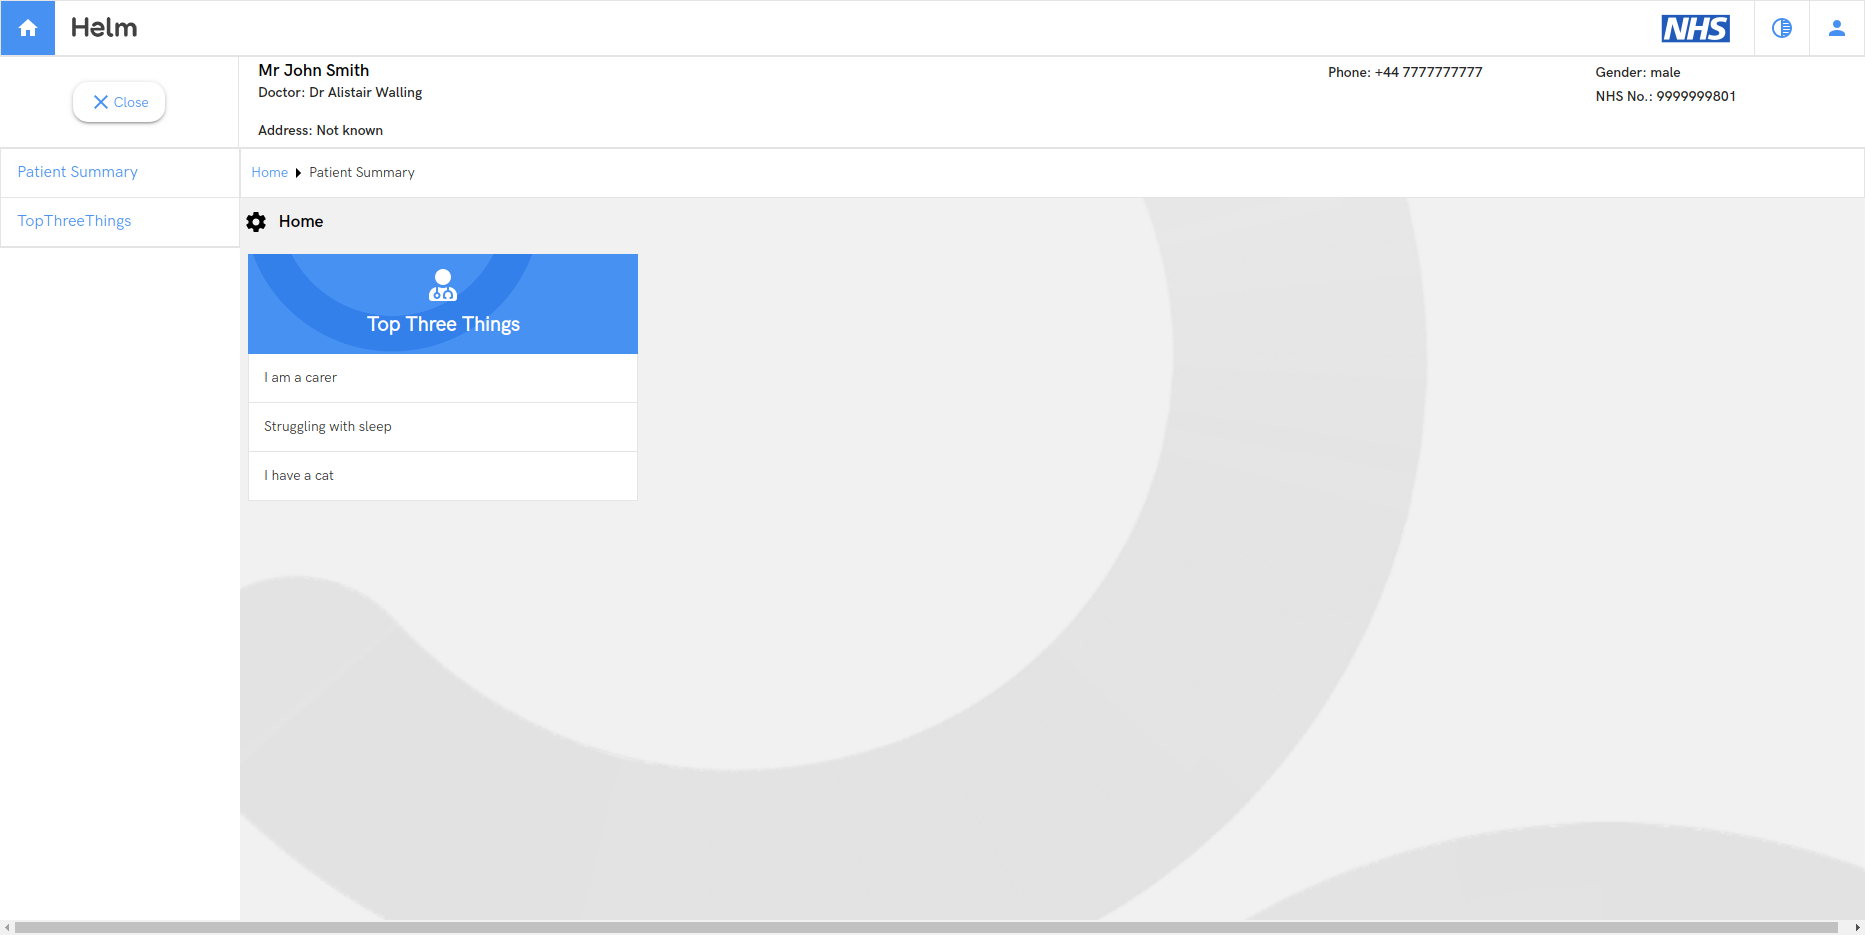 Helm
NHS
Close
Mr John Smith
Doctor: Dr Alistair Walling
Address: Not known
Phone: +44 7777777777
Gender: male
NHS No.: 9999999801
Patient Summary
TopThreeThings
Home Patient Summary
Home
Top Three Things
I am a carer
Struggling with sleep
I have a cat